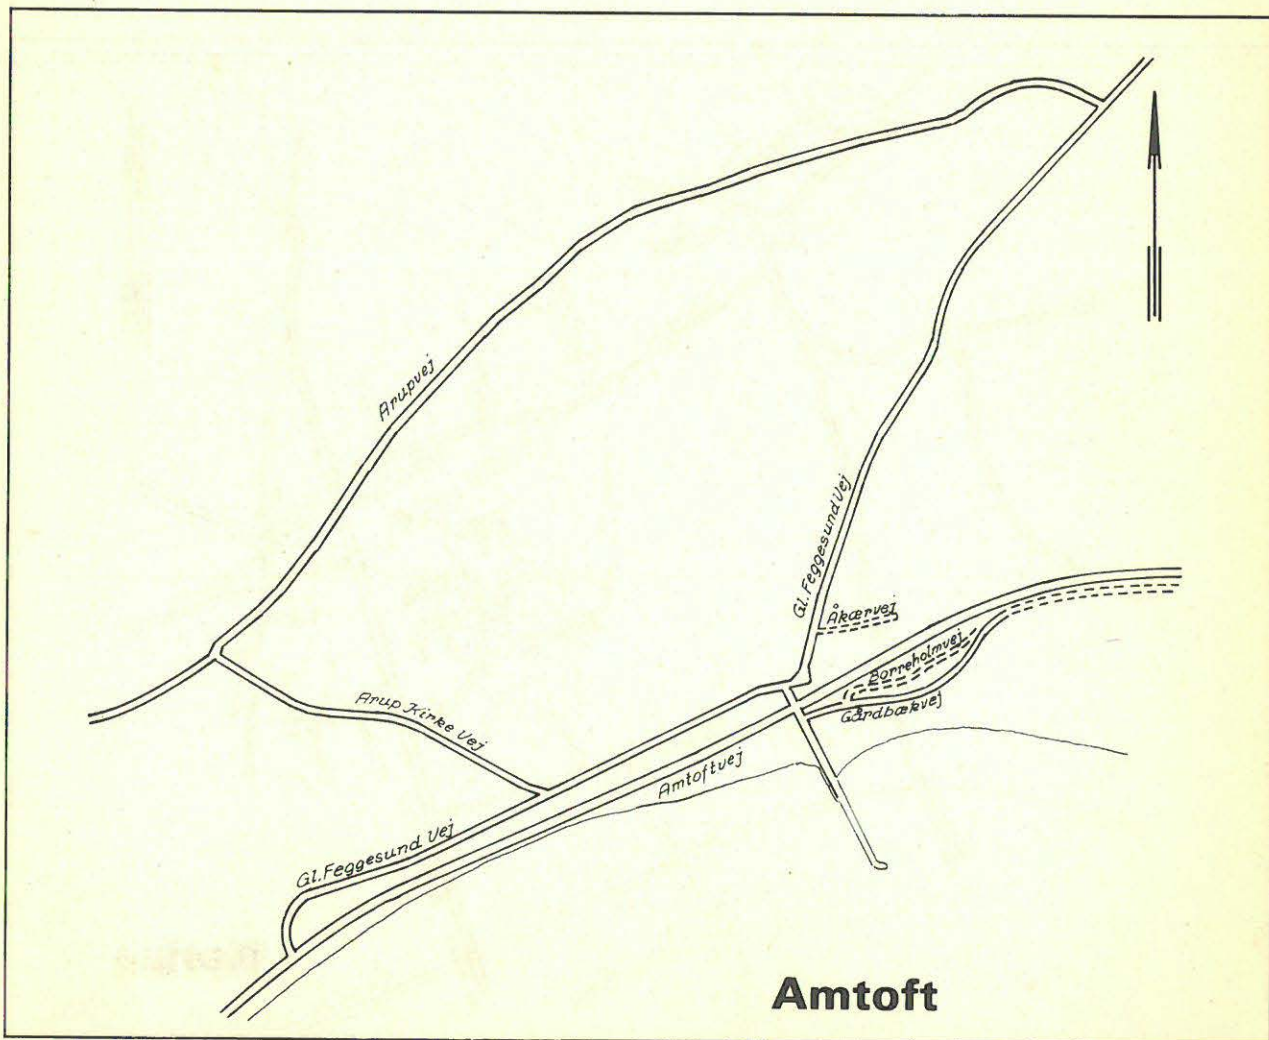 Arupvej
Gl. Feggesund Vej
Åkærvej
Borreholmvej
Gårdbækvej
Arup Kirke Vej
Amtoftvej
Gl. Feggesund Vej
Amtoft